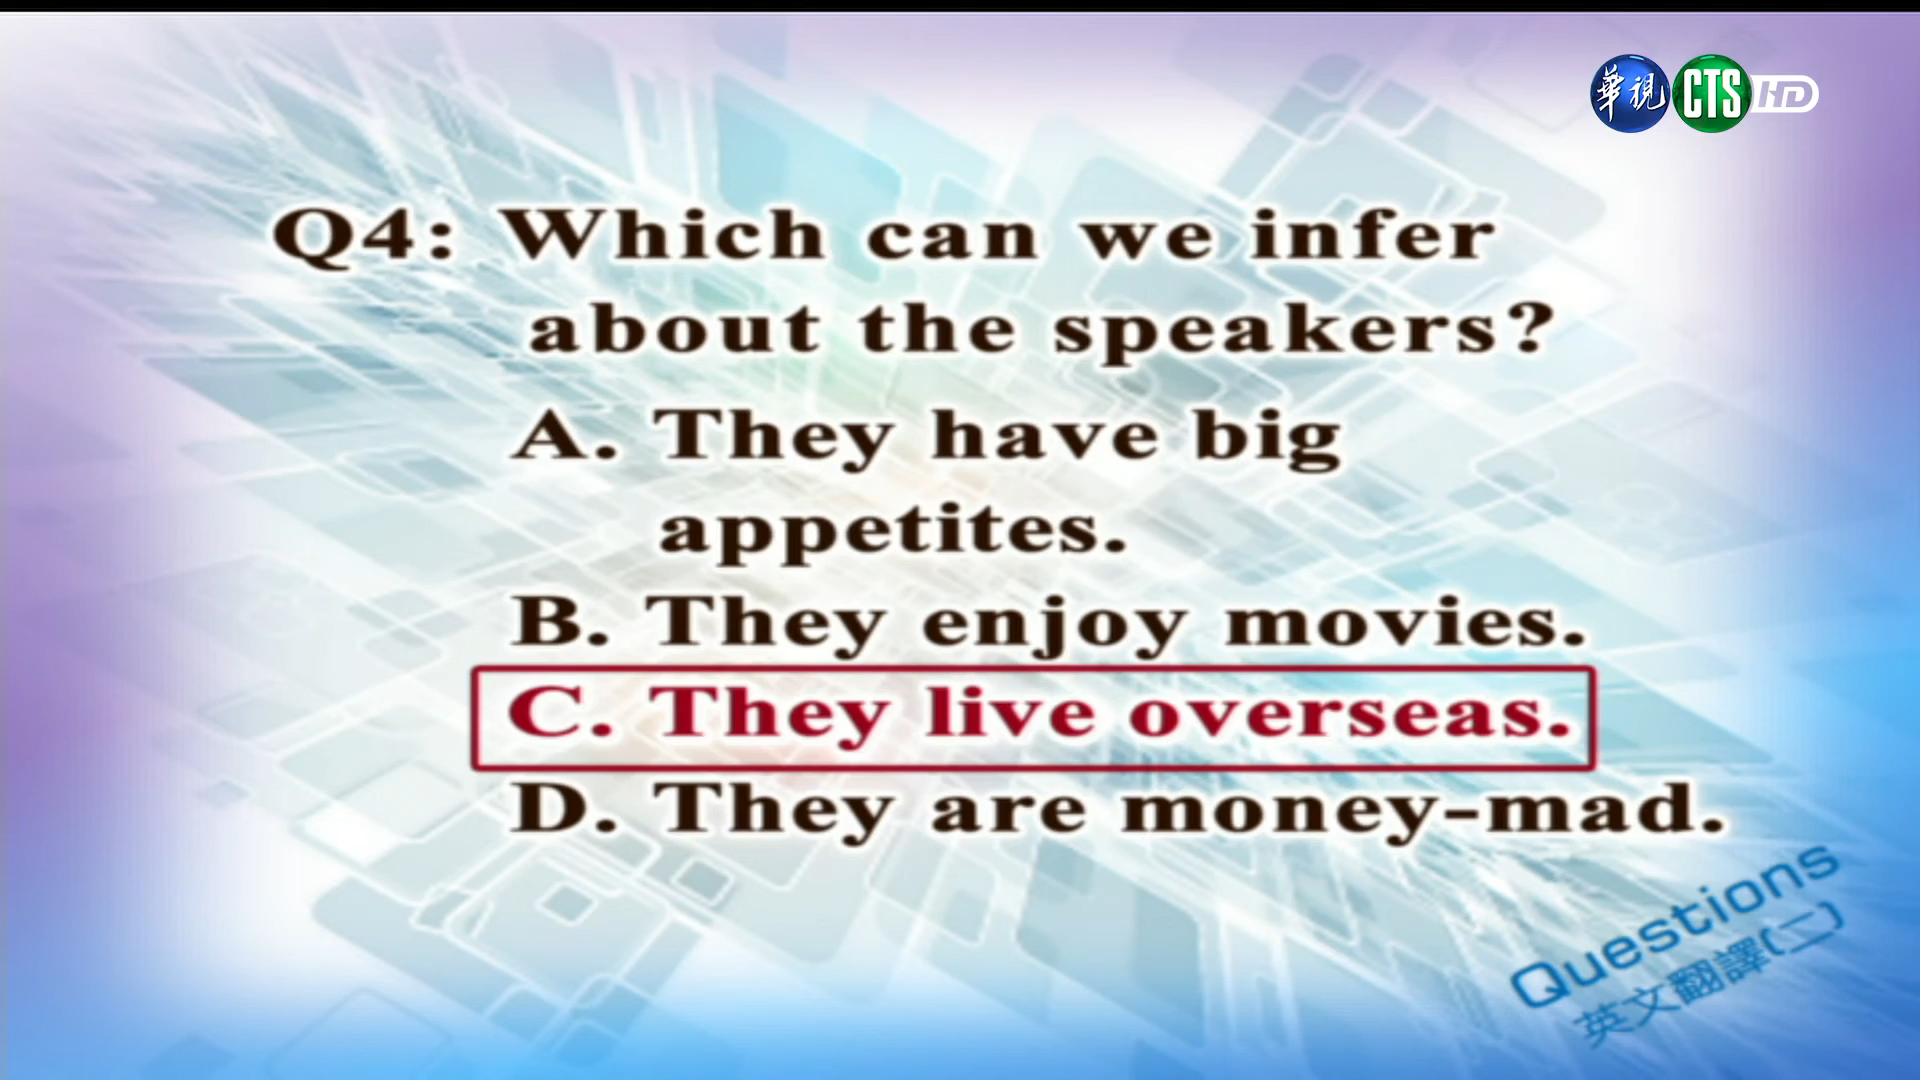 華視 CTS HD
Q4: Which can we infer
about the speakers?
A. They have big
appetites.
B. They enjoy movies.
C. They live overseas.
D. They are money-mad.
Questions
英文翻譯(二)